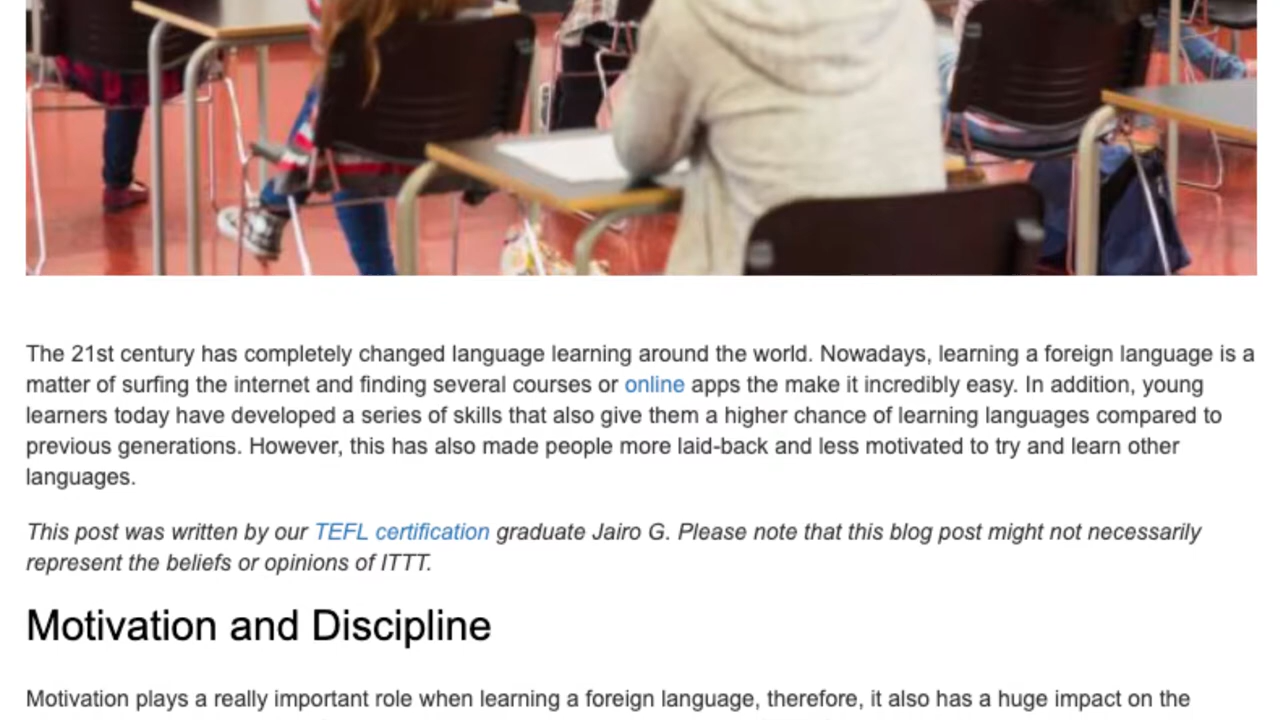 The 21st century has completely changed language learning around the world. Nowadays, learning a foreign language is a
matter of surfing the internet and finding several courses or online apps the make it incredibly easy. In addition, young
learners today have developed a series of skills that also give them a higher chance of learning languages compared to
previous generations. However, this has also made people more laid-back and less motivated to try and learn other
languages.
This post was written by our TEFL certification graduate Jairo G. Please note that this blog post might not necessarily
represent the beliefs or opinions of ITTT.
Motivation and Discipline
Motivation plays a really important role when learning a foreign language, therefore, it also has a huge impact on the